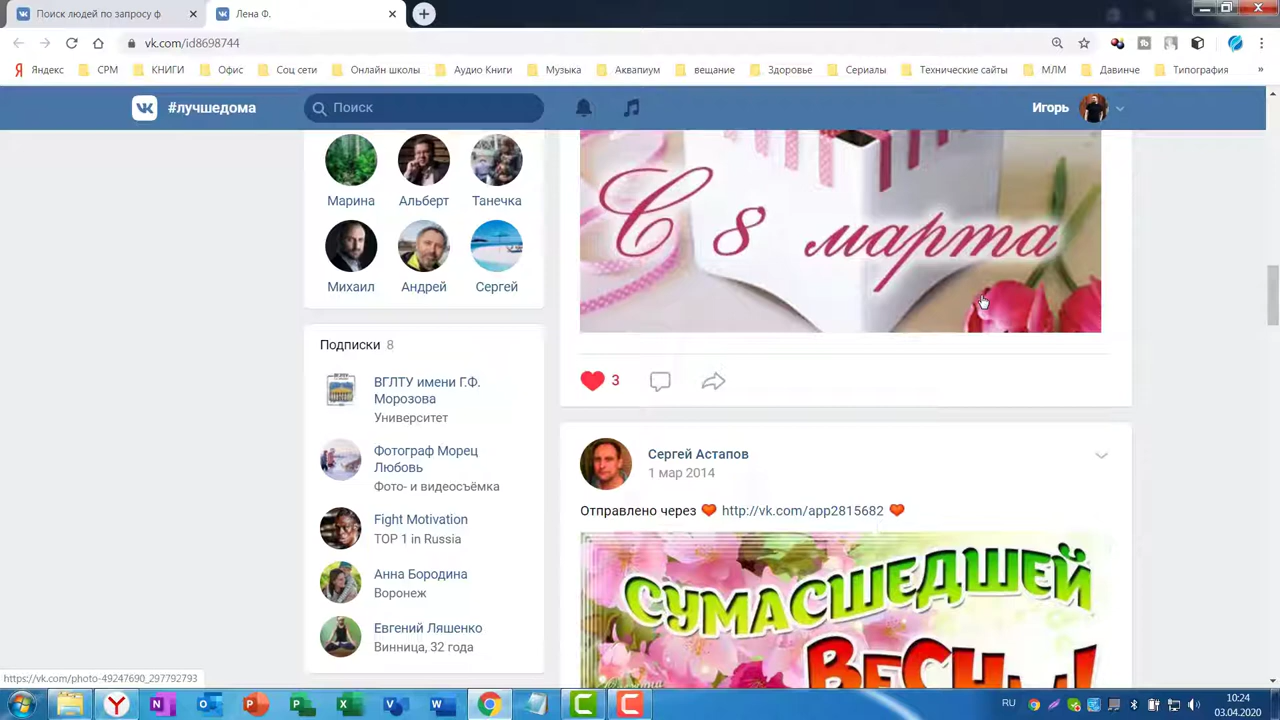 Поиск людей по запросу ф
Лена Ф.
vk.com/id8698744
Яндекс
СРМ
КНИГИ
Офис
Соц сети
Онлайн школы
Аудио Книги
Музыка
Аквапиум
вещание
Здоровье
Сериалы
Технические сайты
МЛМ
Давинче
Типография
»
#лучшедома
Поиск
Игорь
Марина
Альберт
Танечка
Михаил
Андрей
Сергей
Подписки 8
ВГЛТУ имени Г.Ф.
Морозова
Университет
Фотограф Морец
Любовь
Фото- и видеосъёмка
Fight Motivation
TOP 1 in Russia
Анна Бородина
Воронеж
Евгений Ляшенко
Винница, 32 года
С 8 марта
3
Сергей Астапов
1 мар 2014
Отправлено через ❤ http://vk.com/app2815682 ❤
СУМАСШЕДШЕЙ
ВЕСНЫ!
https://vk.com/photo-49247690_297792798
RU
10:24
03.04.2020